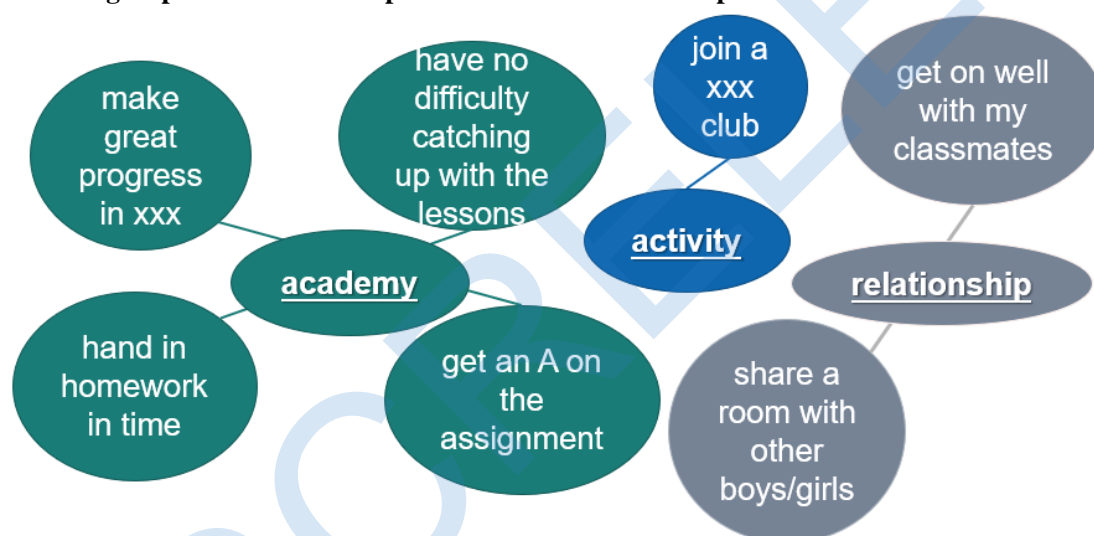 make
great
progress
in xxx
have no
difficulty
catching
up with the
lessons
academy
hand in
homework
in time
get an A on
the
assignment
join a
xxx
club
activity
get on well
with my
classmates
relationship
share a
room with
other
boys/girls